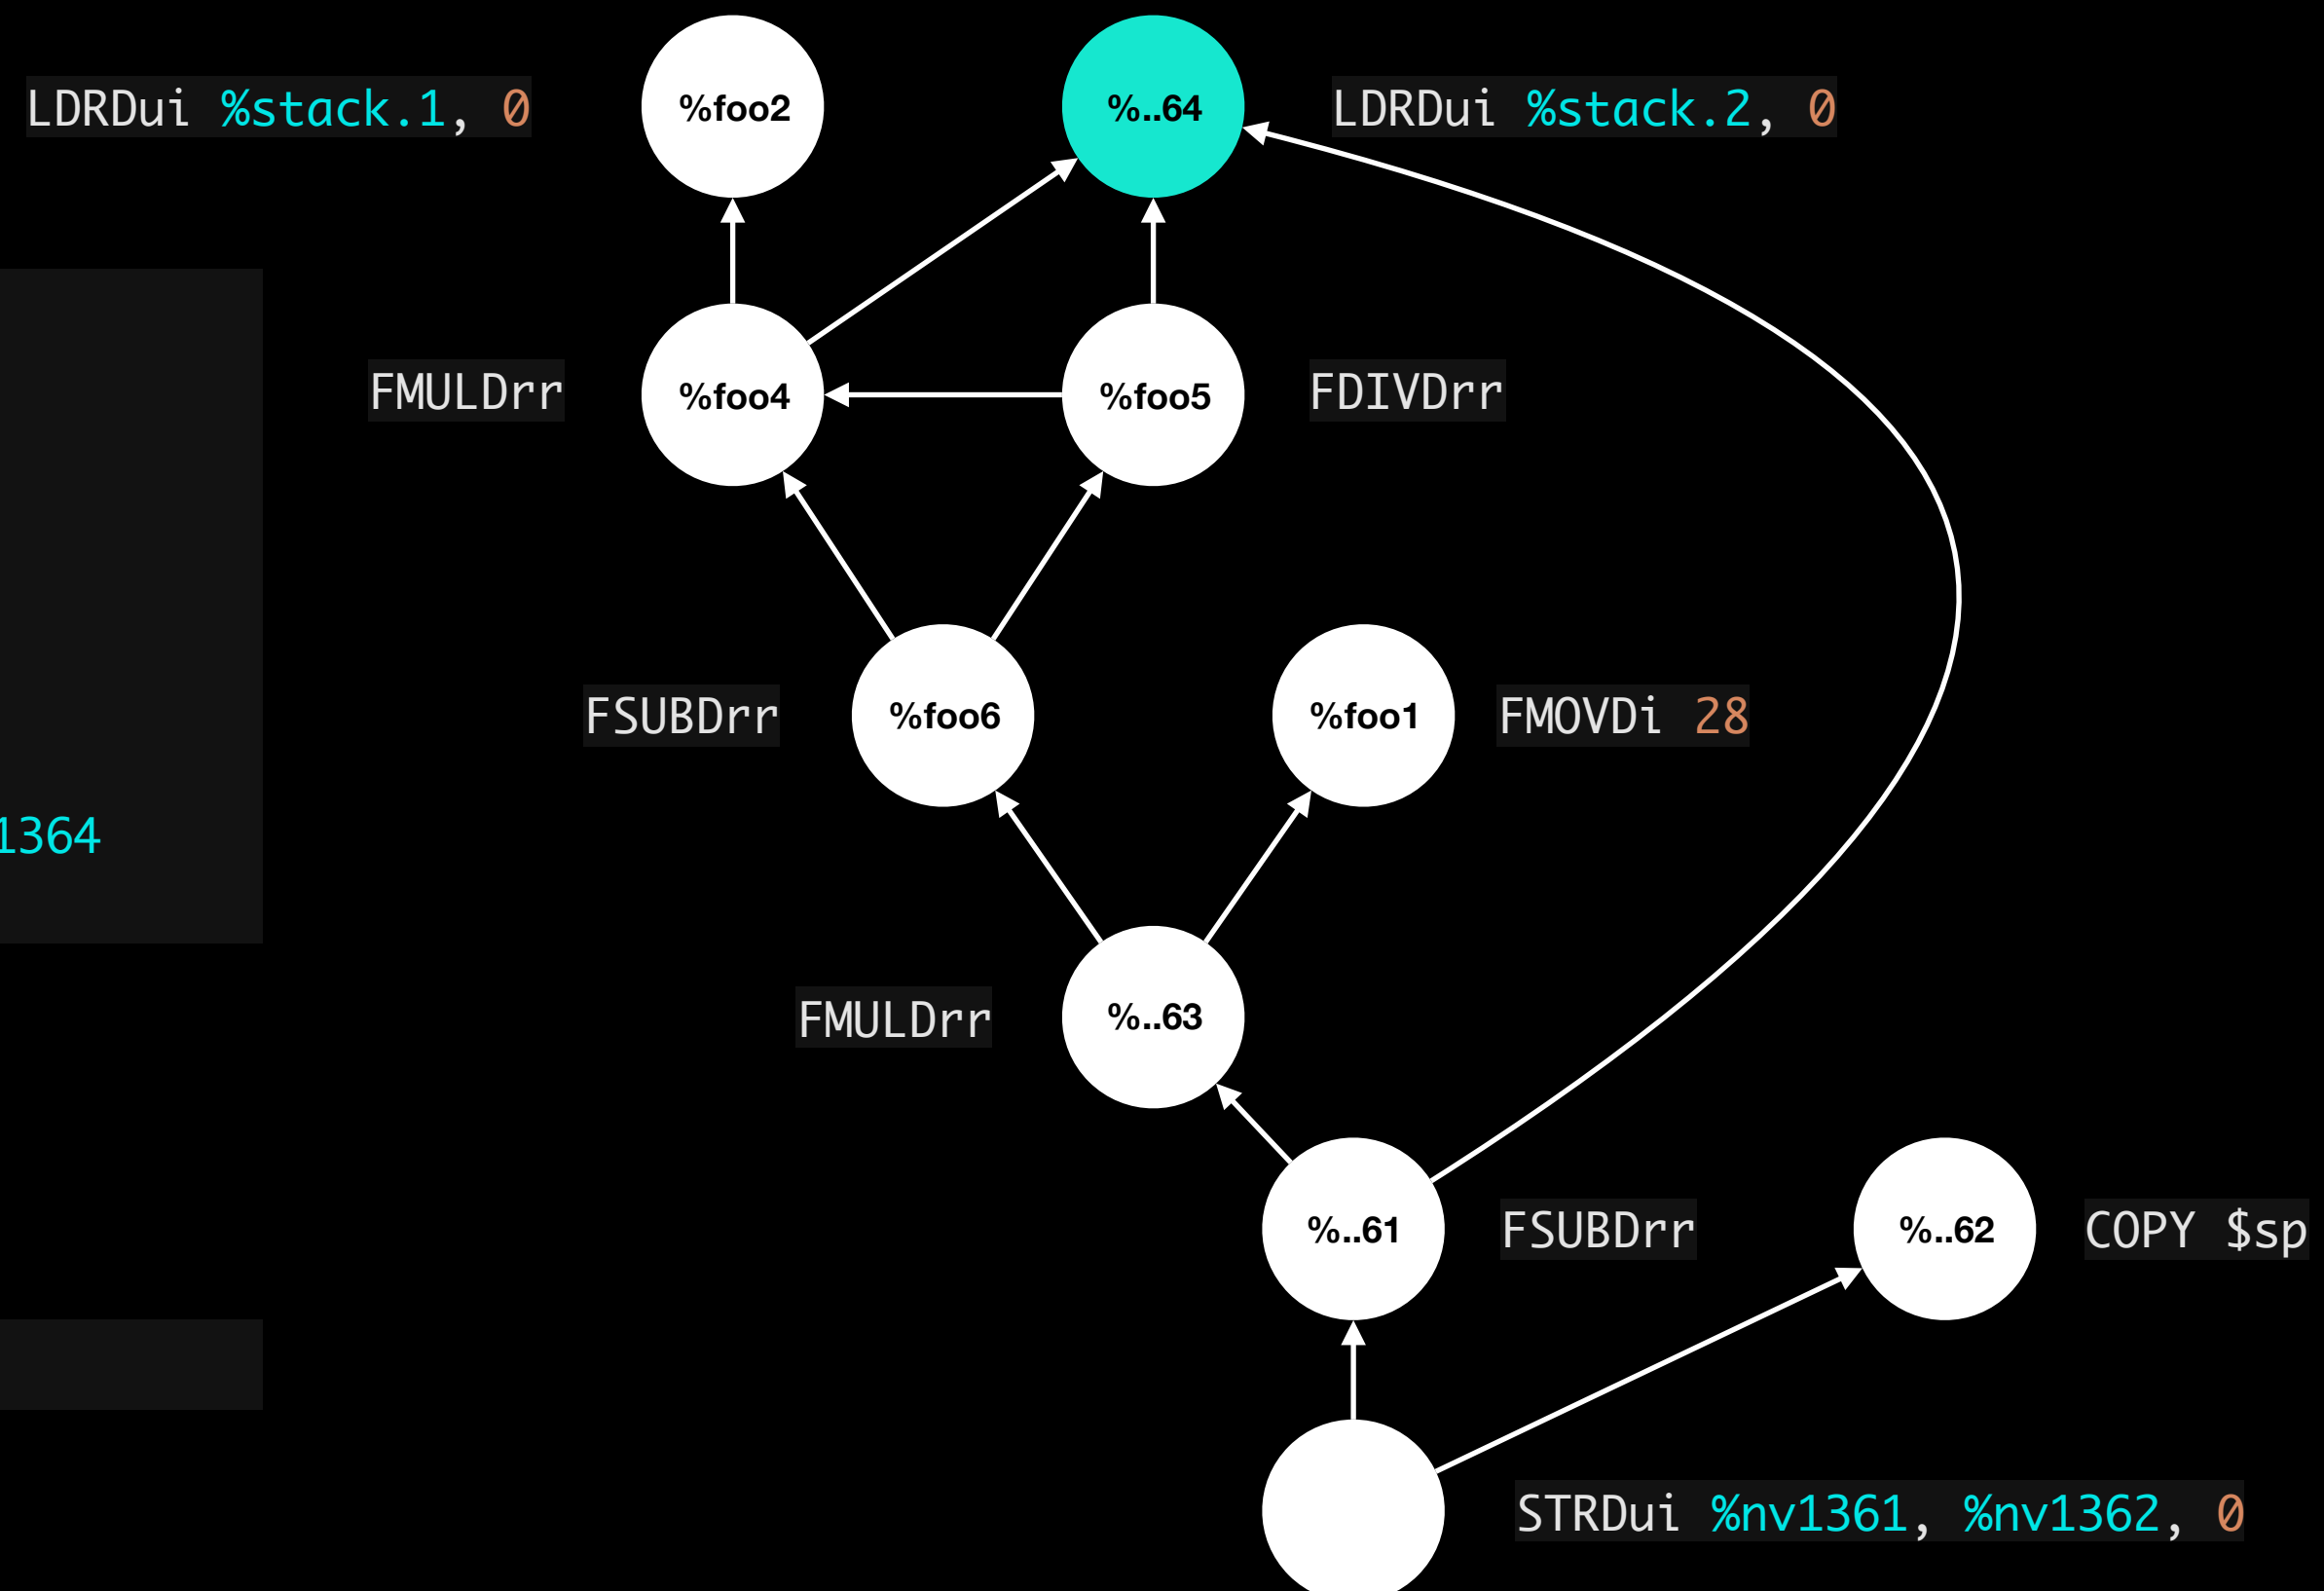 LDRDui %stack.1, 0
%foo2
%..64
LDRDui %stack.2, 0
FMULDrr
%foo4
%foo5
FDIVDrr
FSUBDrr
%foo6
%foo1
FMOVDi 28
1364
FMULDrr
%..63
%..61
FSUBDrr
%..62
COPY $sp
STRDui %nv1361, %nv1362, 0